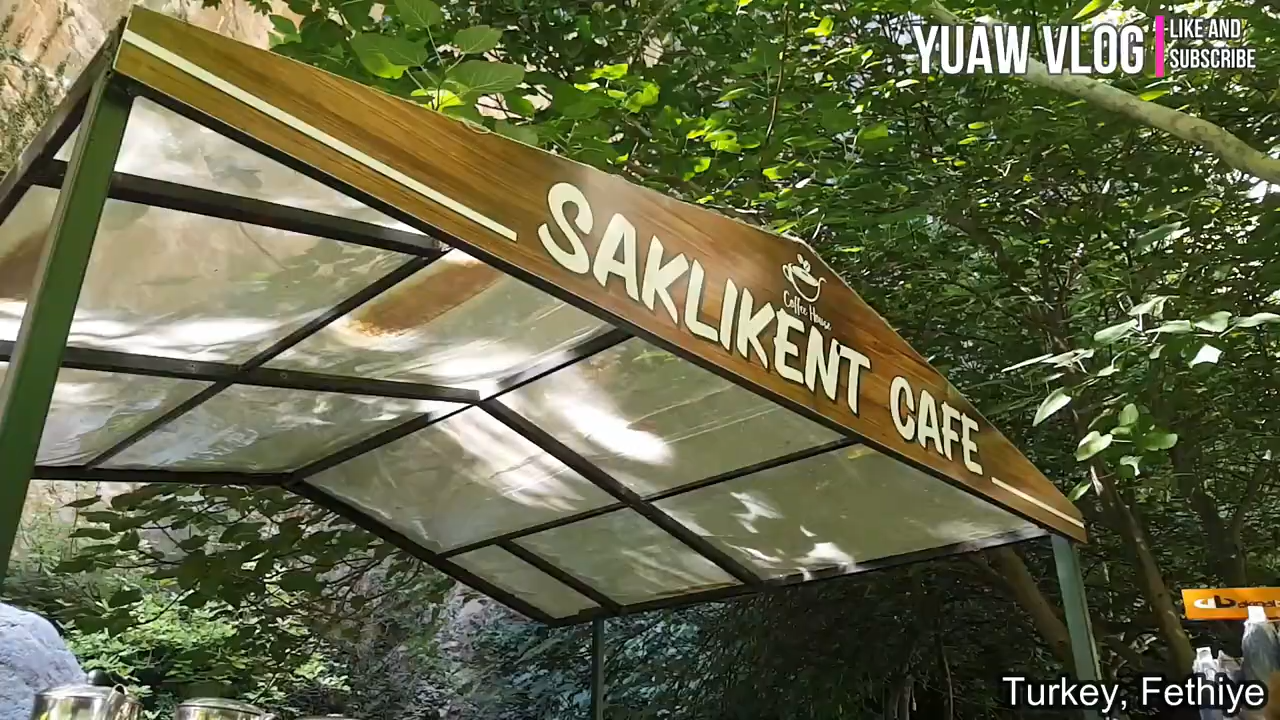 YUAW VLOG
LIKE AND
SUBSCRIBE
Coffee House
SAKLIKENT CAFE
Turkey, Fethiye